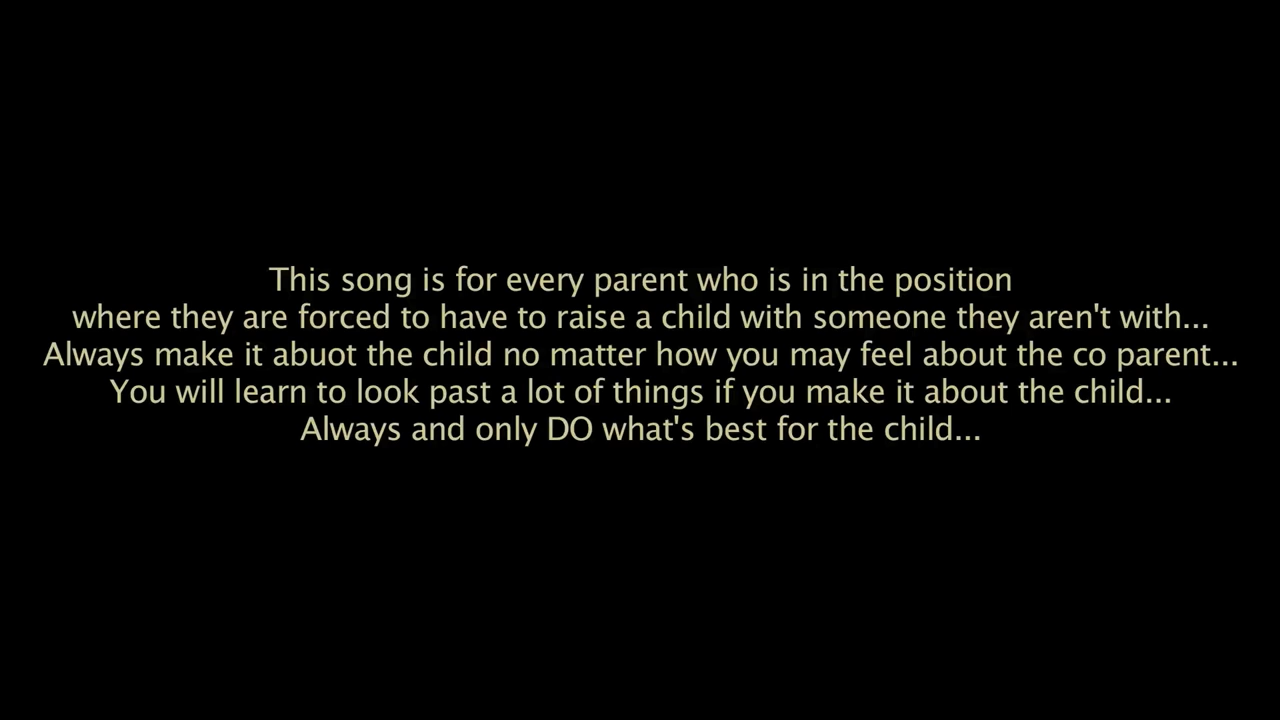 This song is for every parent who is in the position
where they are forced to have to raise a child with someone they aren't with...
Always make it abuot the child no matter how you may feel about the co parent...
You will learn to look past a lot of things if you make it about the child...
Always and only DO what's best for the child...